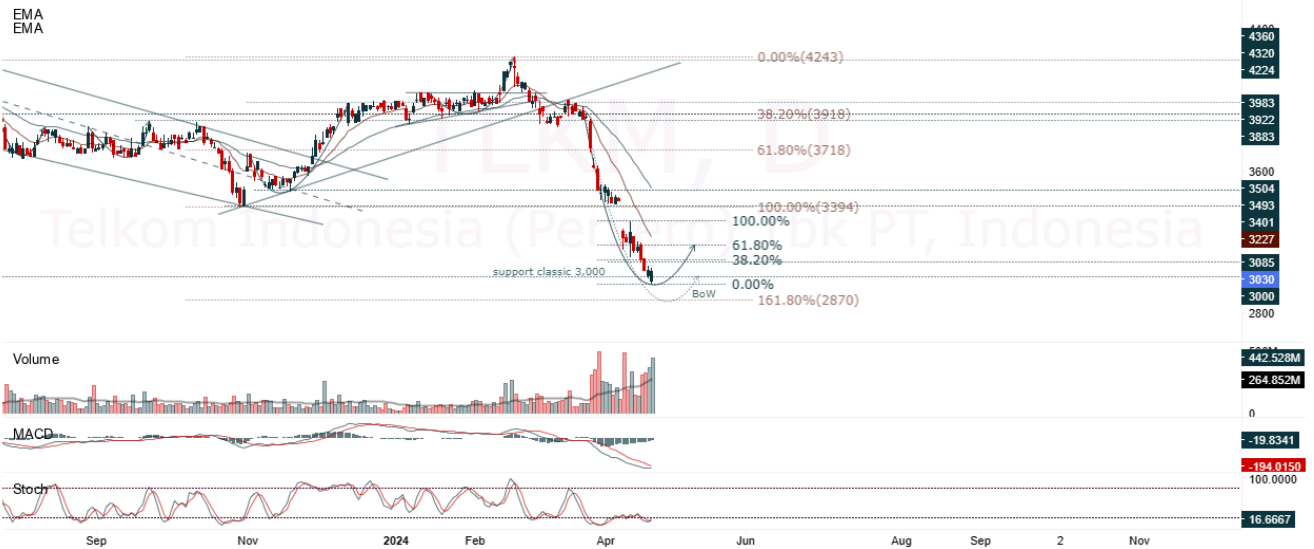 EMA
EMA
TLKM, D
Telkom Indonesia (Persero) Tbk PT, Indonesia
0.00%(4243)
38.20%(3918)
61.80%(3718)
100.00%(3394)
100.00%
61.80%
38.20%
support classic 3,000
0.00%
BoW
161.80%(2870)
4400
4360
4320
4224
3983
3922
3883
3600
3504
3493
3401
3227
3085
3030
3000
2800
Volume
500M
442.528M
264.852M
0
MACD
-19.8341
-194.0150
Stoch
100.0000
16.6667
Sep
Nov
2024
Feb
Apr
Jun
Aug
Sep
2
Nov